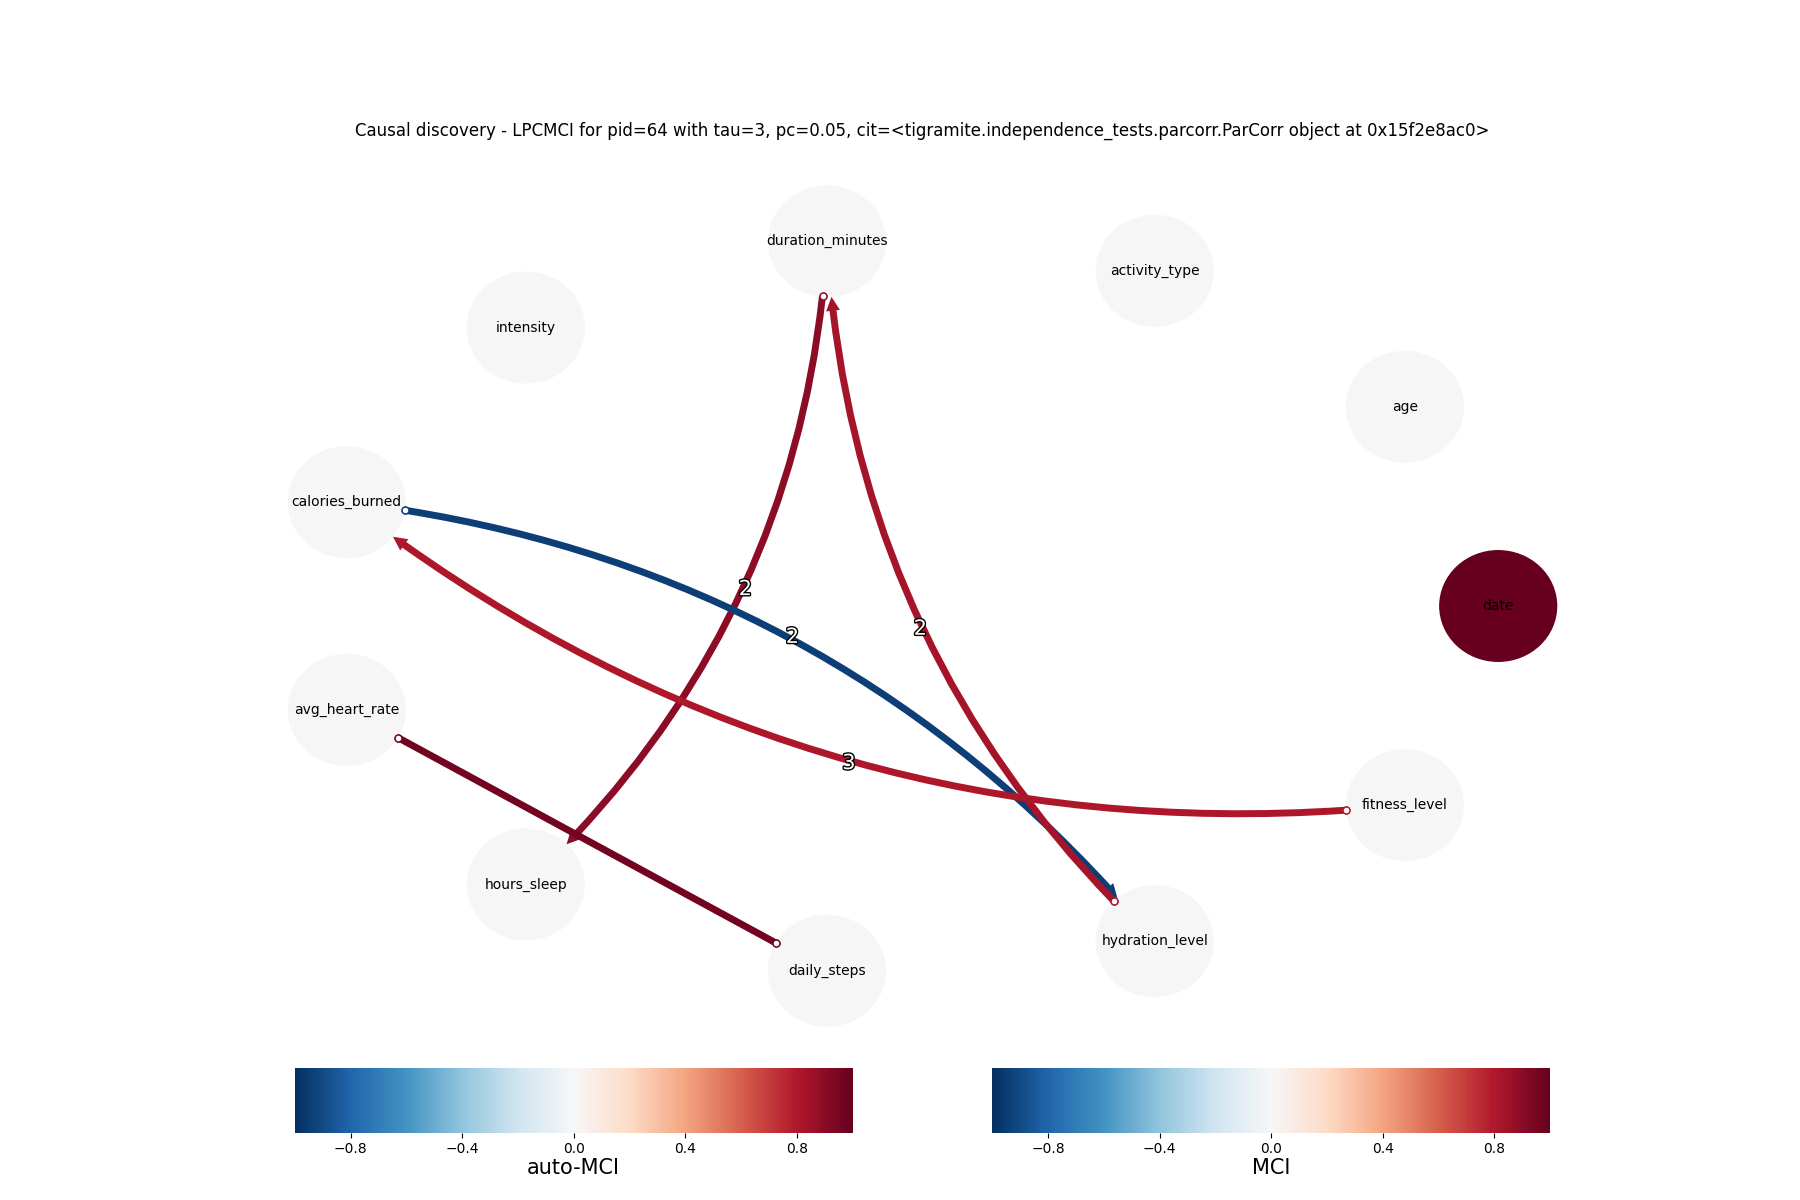 Causal discovery - LPCMCI for pid=64 with tau=3, pc=0.05, cit=<tigramite.independence_tests.parcorr.ParCorr object at 0x15f2e8ac0>
duration_minutes
activity_type
intensity
age
calories_burned
2
date
2
2
avg_heart_rate
3
fitness_level
hours_sleep
hydration_level
daily_steps
−0.8 −0.4 0.0 0.4 0.8
auto-MCI
−0.8 −0.4 0.0 0.4 0.8
MCI